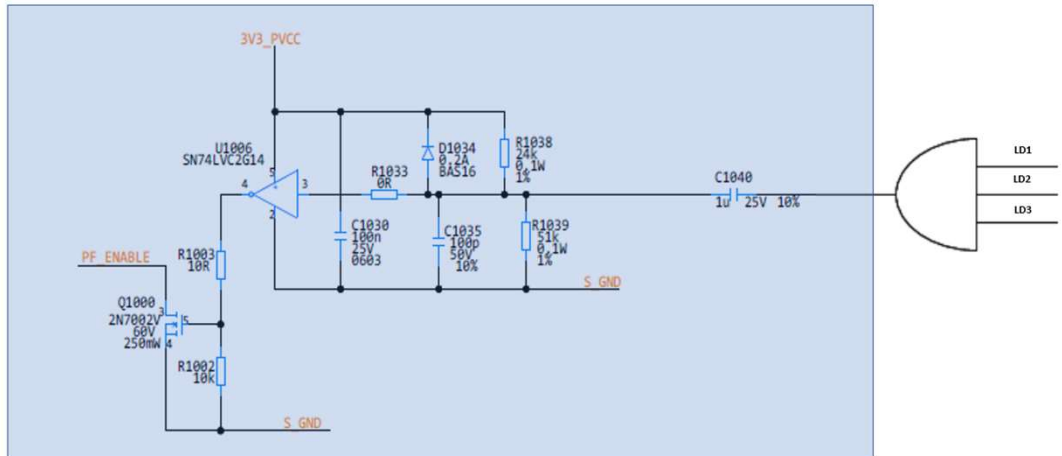 3V3_PVCC
U1006
SN74LVC2G14
5
4
3
2
R1033
0R
D1034
0.2A
BAS16
R1038
24k
0,1W
1%
C1040
1u 25V 10%
LD1
LD2
LD3
C1030
100n
25V
0603
C1035
100p
50V
10%
R1039
51k
0,1W
1%
R1003
10R
S_GND
PF_ENABLE
Q1000
2N7002V
60V
250mW
3
5
4
R1002
10k
S_GND